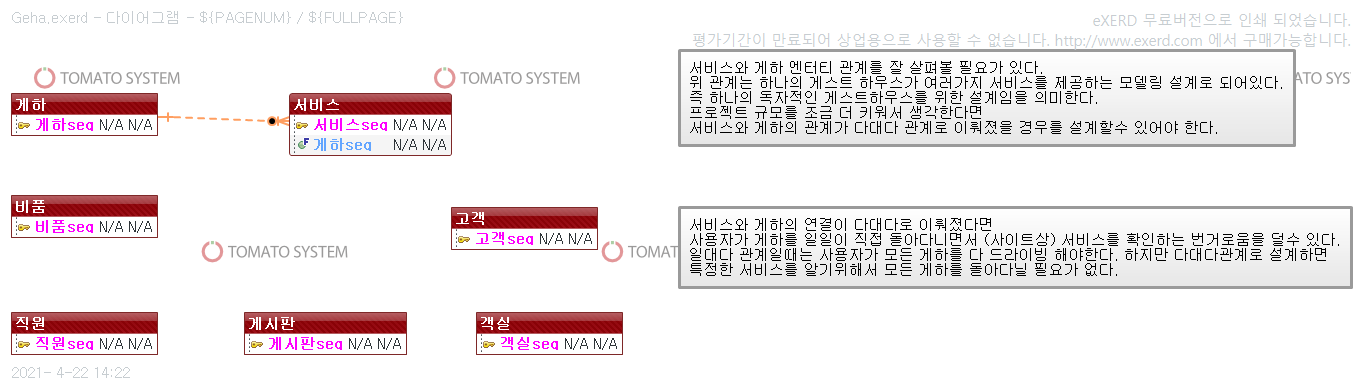 Geha.exerd - 다이어그램 - ${PAGENUM} / ${FULLPAGE}
eXERD 무료버전으로 인쇄 되었습니다.
평가기간이 만료되어 상업용으로 사용할 수 없습니다. http://www.exerd.com 에서 구매가능합니다.
TOMATO SYSTEM
TOMATO SYSTEM
TOMATO SYS
게하
게하seq N/A N/A
서비스
서비스seq N/A N/A
게하seq N/A N/A
서비스와 게하 엔터티 관계를 잘 살펴볼 필요가 있다.
위 관계는 하나의 게스트 하우스가 여러가지 서비스를 제공하는 모델링 설계로 되어있다.
즉 하나의 독자적인 게스트하우스를 위한 설계임을 의미한다.
프로젝트 규모를 조금 더 키워서 생각한다면
서비스와 게하의 관계가 다대다 관계로 이뤄졌을 경우를 설계할수 있어야 한다.
비품
비품seq N/A N/A
고객
고객seq N/A N/A
TOMATO SYSTEM
TOMA
서비스와 게하의 연결이 다대다로 이뤄졌다면
사용자가 게하를 일일이 직접 돌아다니면서 (사이트상) 서비스를 확인하는 번거로움을 덜수 있다.
일대다 관계일때는 사용자가 모든 게하를 다 드라이빙 해야한다. 하지만 다대다관계로 설계하면
특정한 서비스를 알기위해서 모든 게하를 돌아다닐 필요가 없다.
직원
직원seq N/A N/A
게시판
게시판seq N/A N/A
객실
객실seq N/A N/A
2021- 4-22 14:22